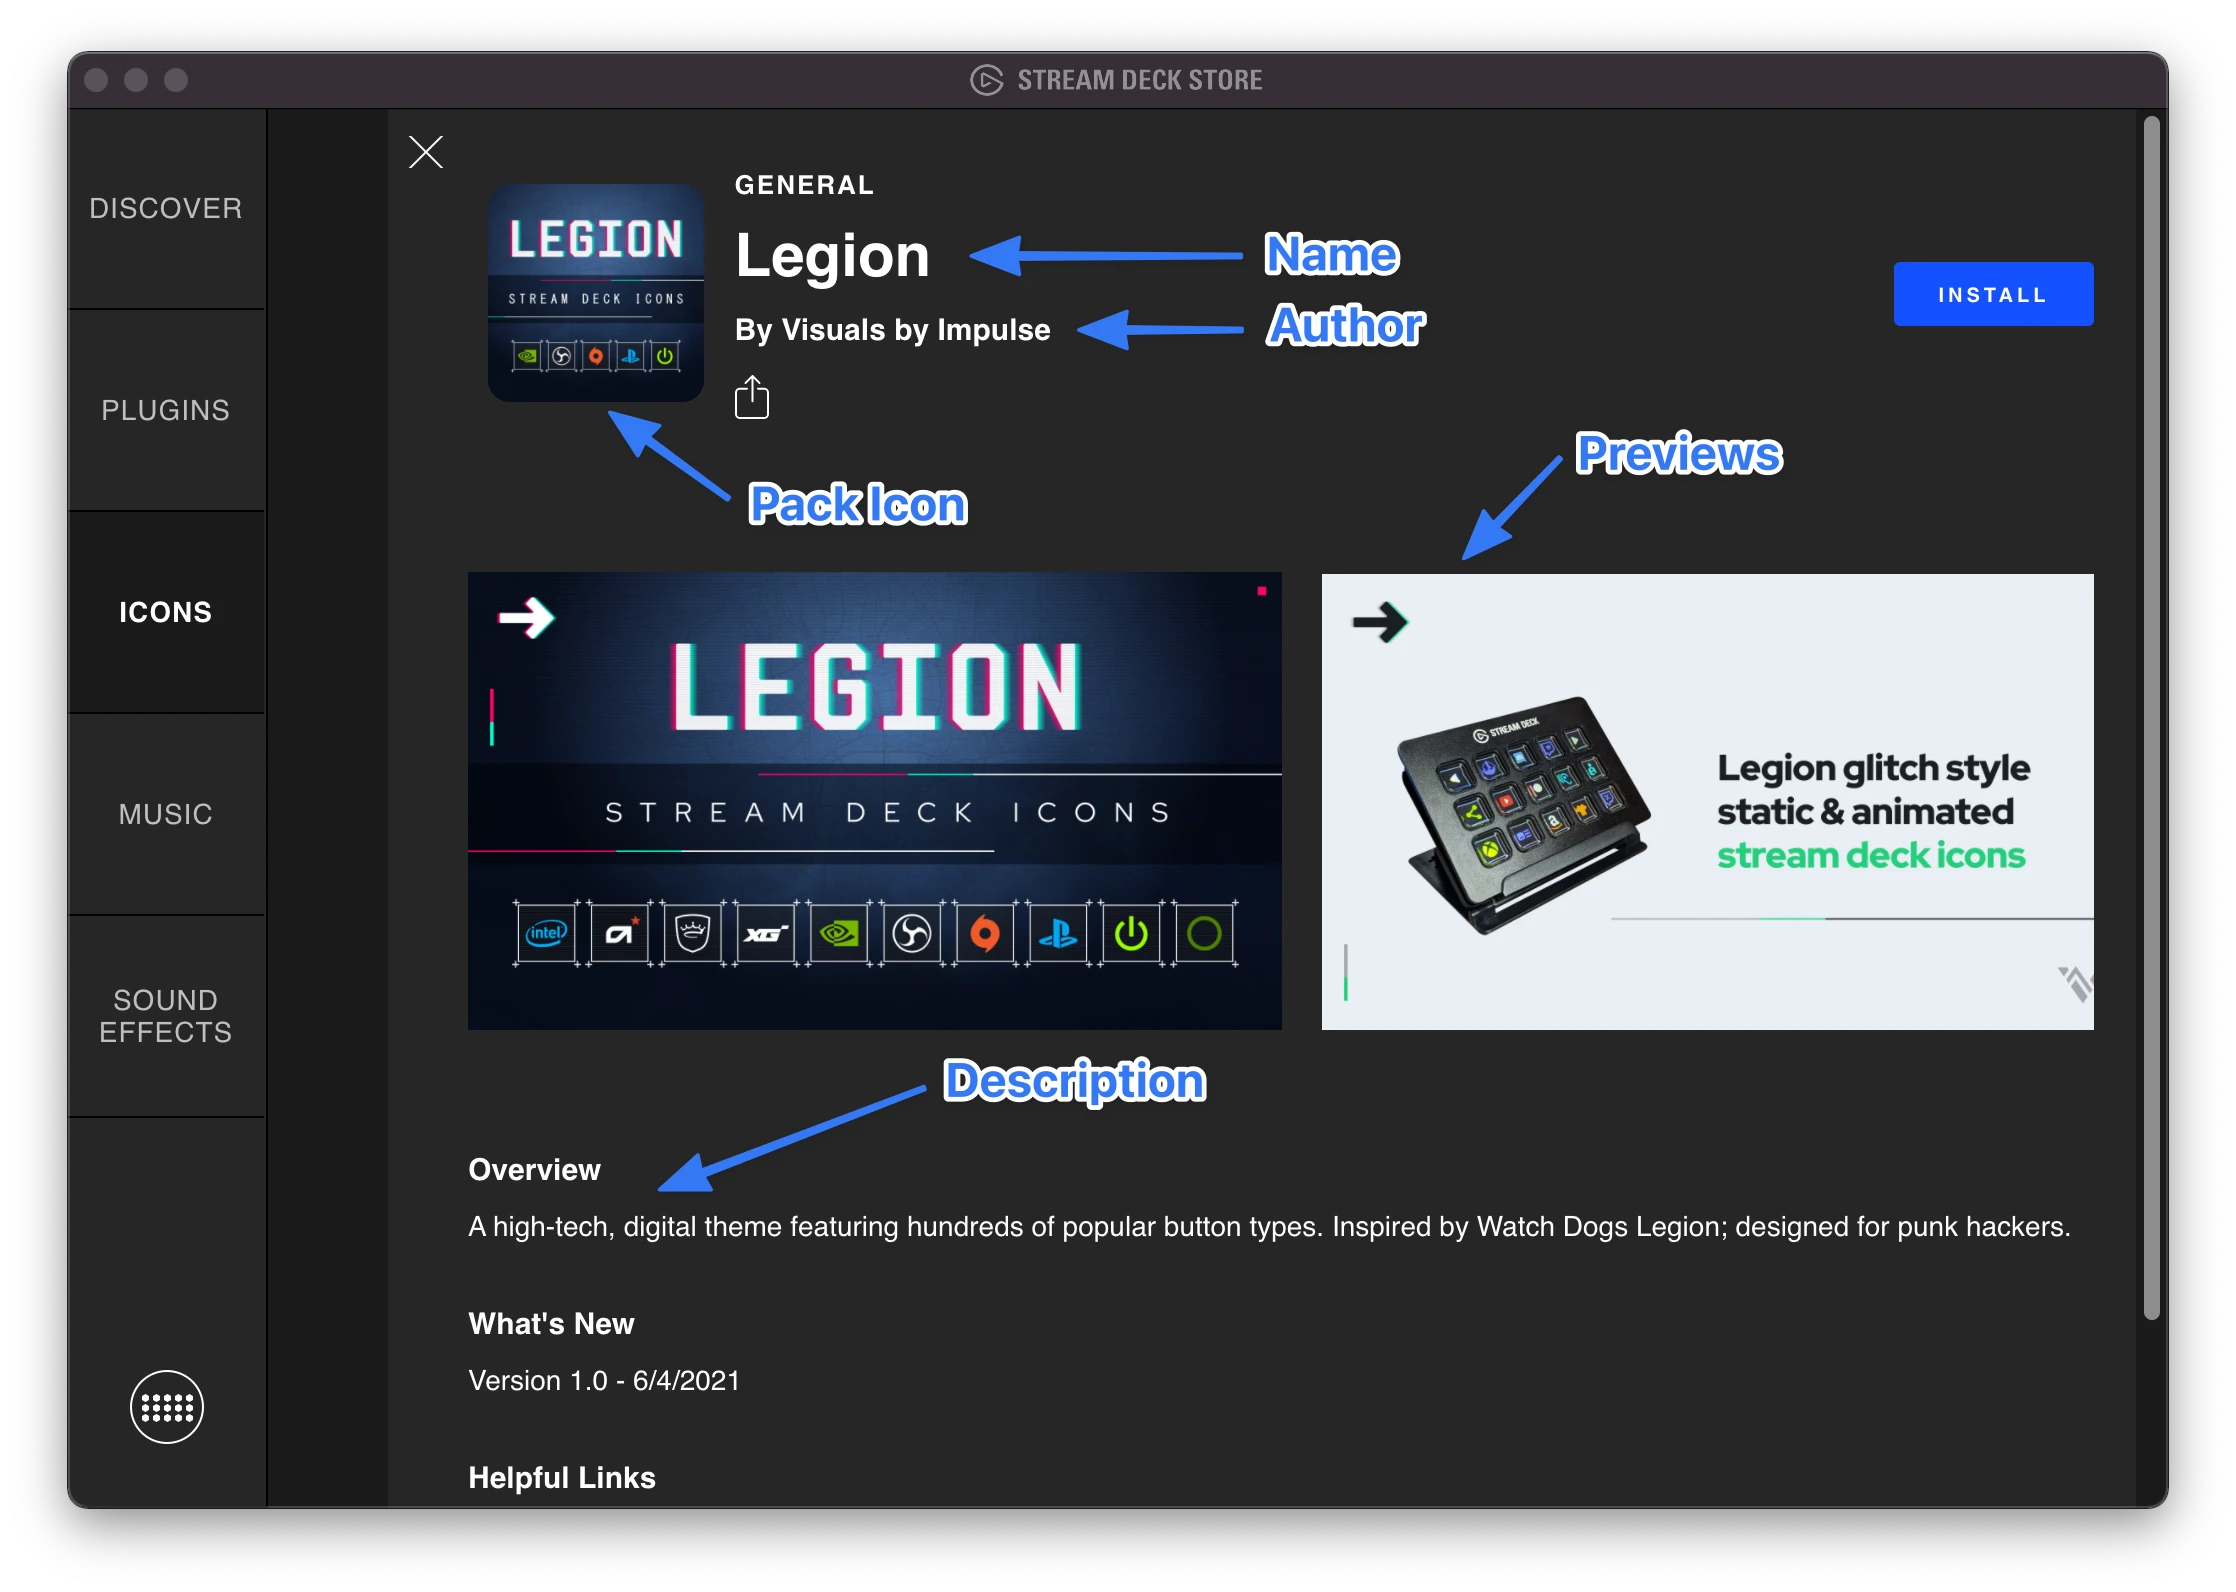 STREAM DECK STORE
DISCOVER
PLUGINS
ICONS
MUSIC
SOUND
EFFECTS
LEGION
STREAM DECK ICONS
GENERAL
Legion
Name
By Visuals by Impulse
Author
INSTALL
Pack Icon
Previews
LEGION
STREAM DECK ICONS
intel
XG
STREAM DECK
Legion glitch style
static & animated
stream deck icons
Description
Overview
A high-tech, digital theme featuring hundreds of popular button types. Inspired by Watch Dogs Legion; designed for punk hackers.
What's New
Version 1.0 - 6/4/2021
Helpful Links